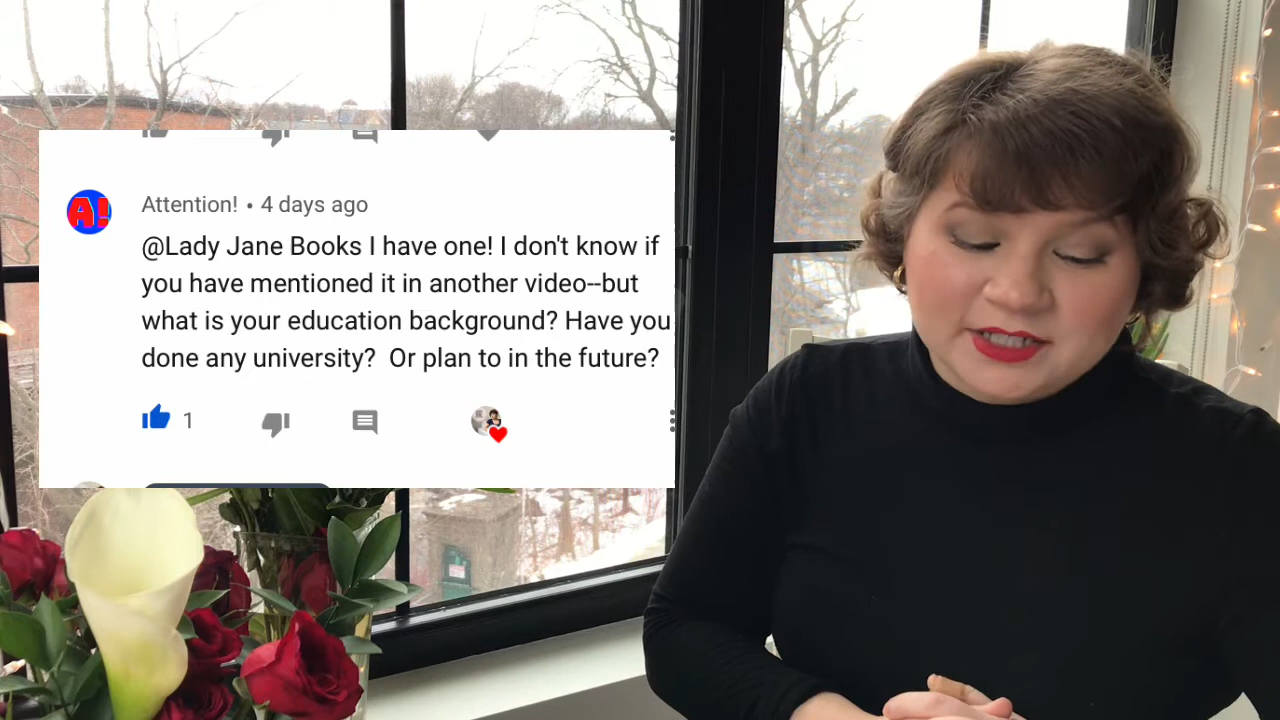 A!
Attention! • 4 days ago
@Lady Jane Books I have one! I don't know if
you have mentioned it in another video--but
what is your education background? Have you
done any university?  Or plan to in the future?
1